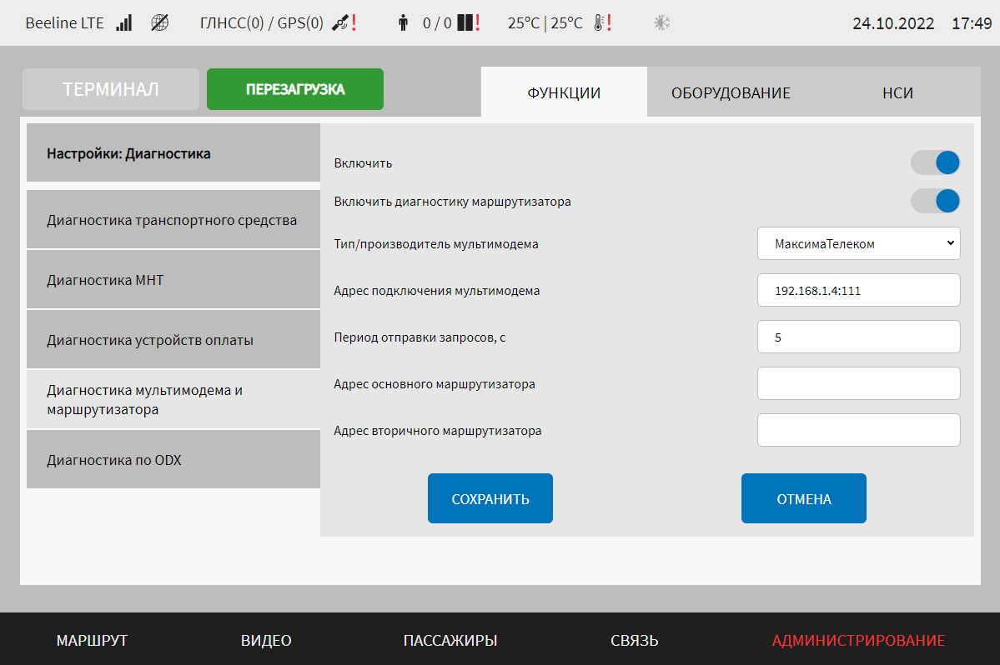 Beeline LTE ГЛНСС(0) / GPS(0) ! 0 / 0 ! 25°C | 25°C ! 24.10.2022 17:49
ТЕРМИНАЛ ПЕРЕЗАГРУЗКА ФУНКЦИИ ОБОРУДОВАНИЕ НСИ
Настройки: Диагностика
Диагностика транспортного средства
Диагностика МНТ
Диагностика устройств оплаты
Диагностика мультимодема и
маршрутизатора
Диагностика по ODX
Включить
Включить диагностику маршрутизатора
Тип/производитель мультимодема МаксимаТелеком
Адрес подключения мультимодема 192.168.1.4:111
Период отправки запросов, с 5
Адрес основного маршрутизатора
Адрес вторичного маршрутизатора
СОХРАНИТЬ ОТМЕНА
МАРШРУТ ВИДЕО ПАССАЖИРЫ СВЯЗЬ АДМИНИСТРИРОВАНИЕ